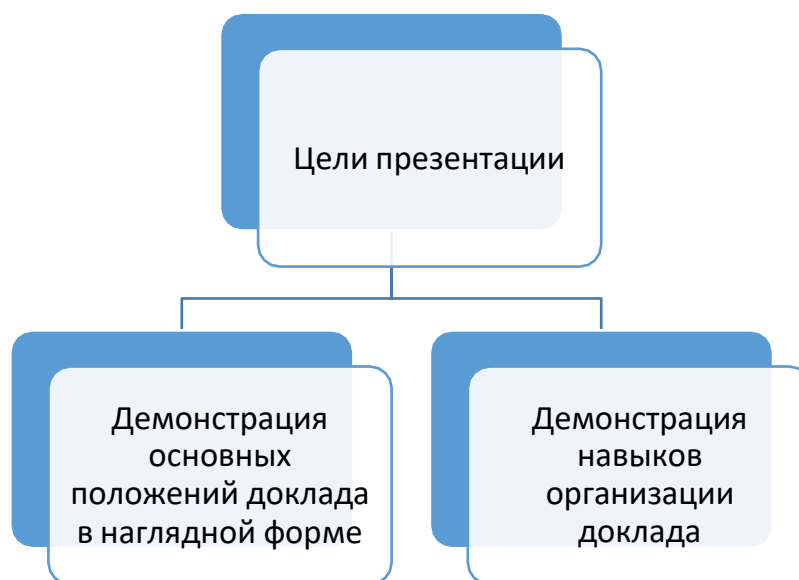 Цели презентации
Демонстрация
основных
положений доклада
в наглядной форме
Демонстрация
навыков
организации
доклада